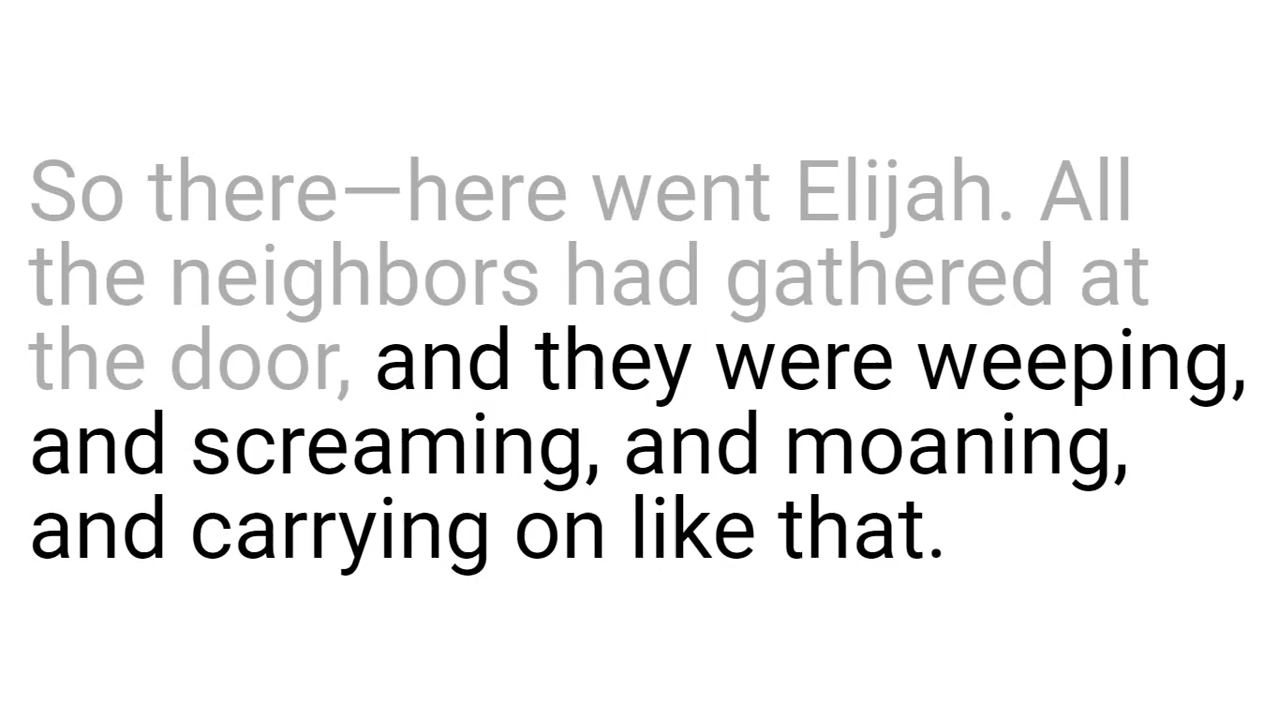 So there—here went Elijah. All
the neighbors had gathered at
the door, and they were weeping,
and screaming, and moaning,
and carrying on like that.